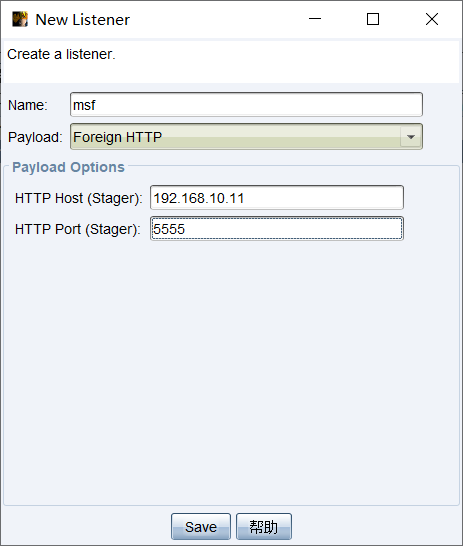 New Listener
Create a listener.
Name: msf
Payload: Foreign HTTP
Payload Options
HTTP Host (Stager): 192.168.10.11
HTTP Port (Stager): 5555
Save 帮助